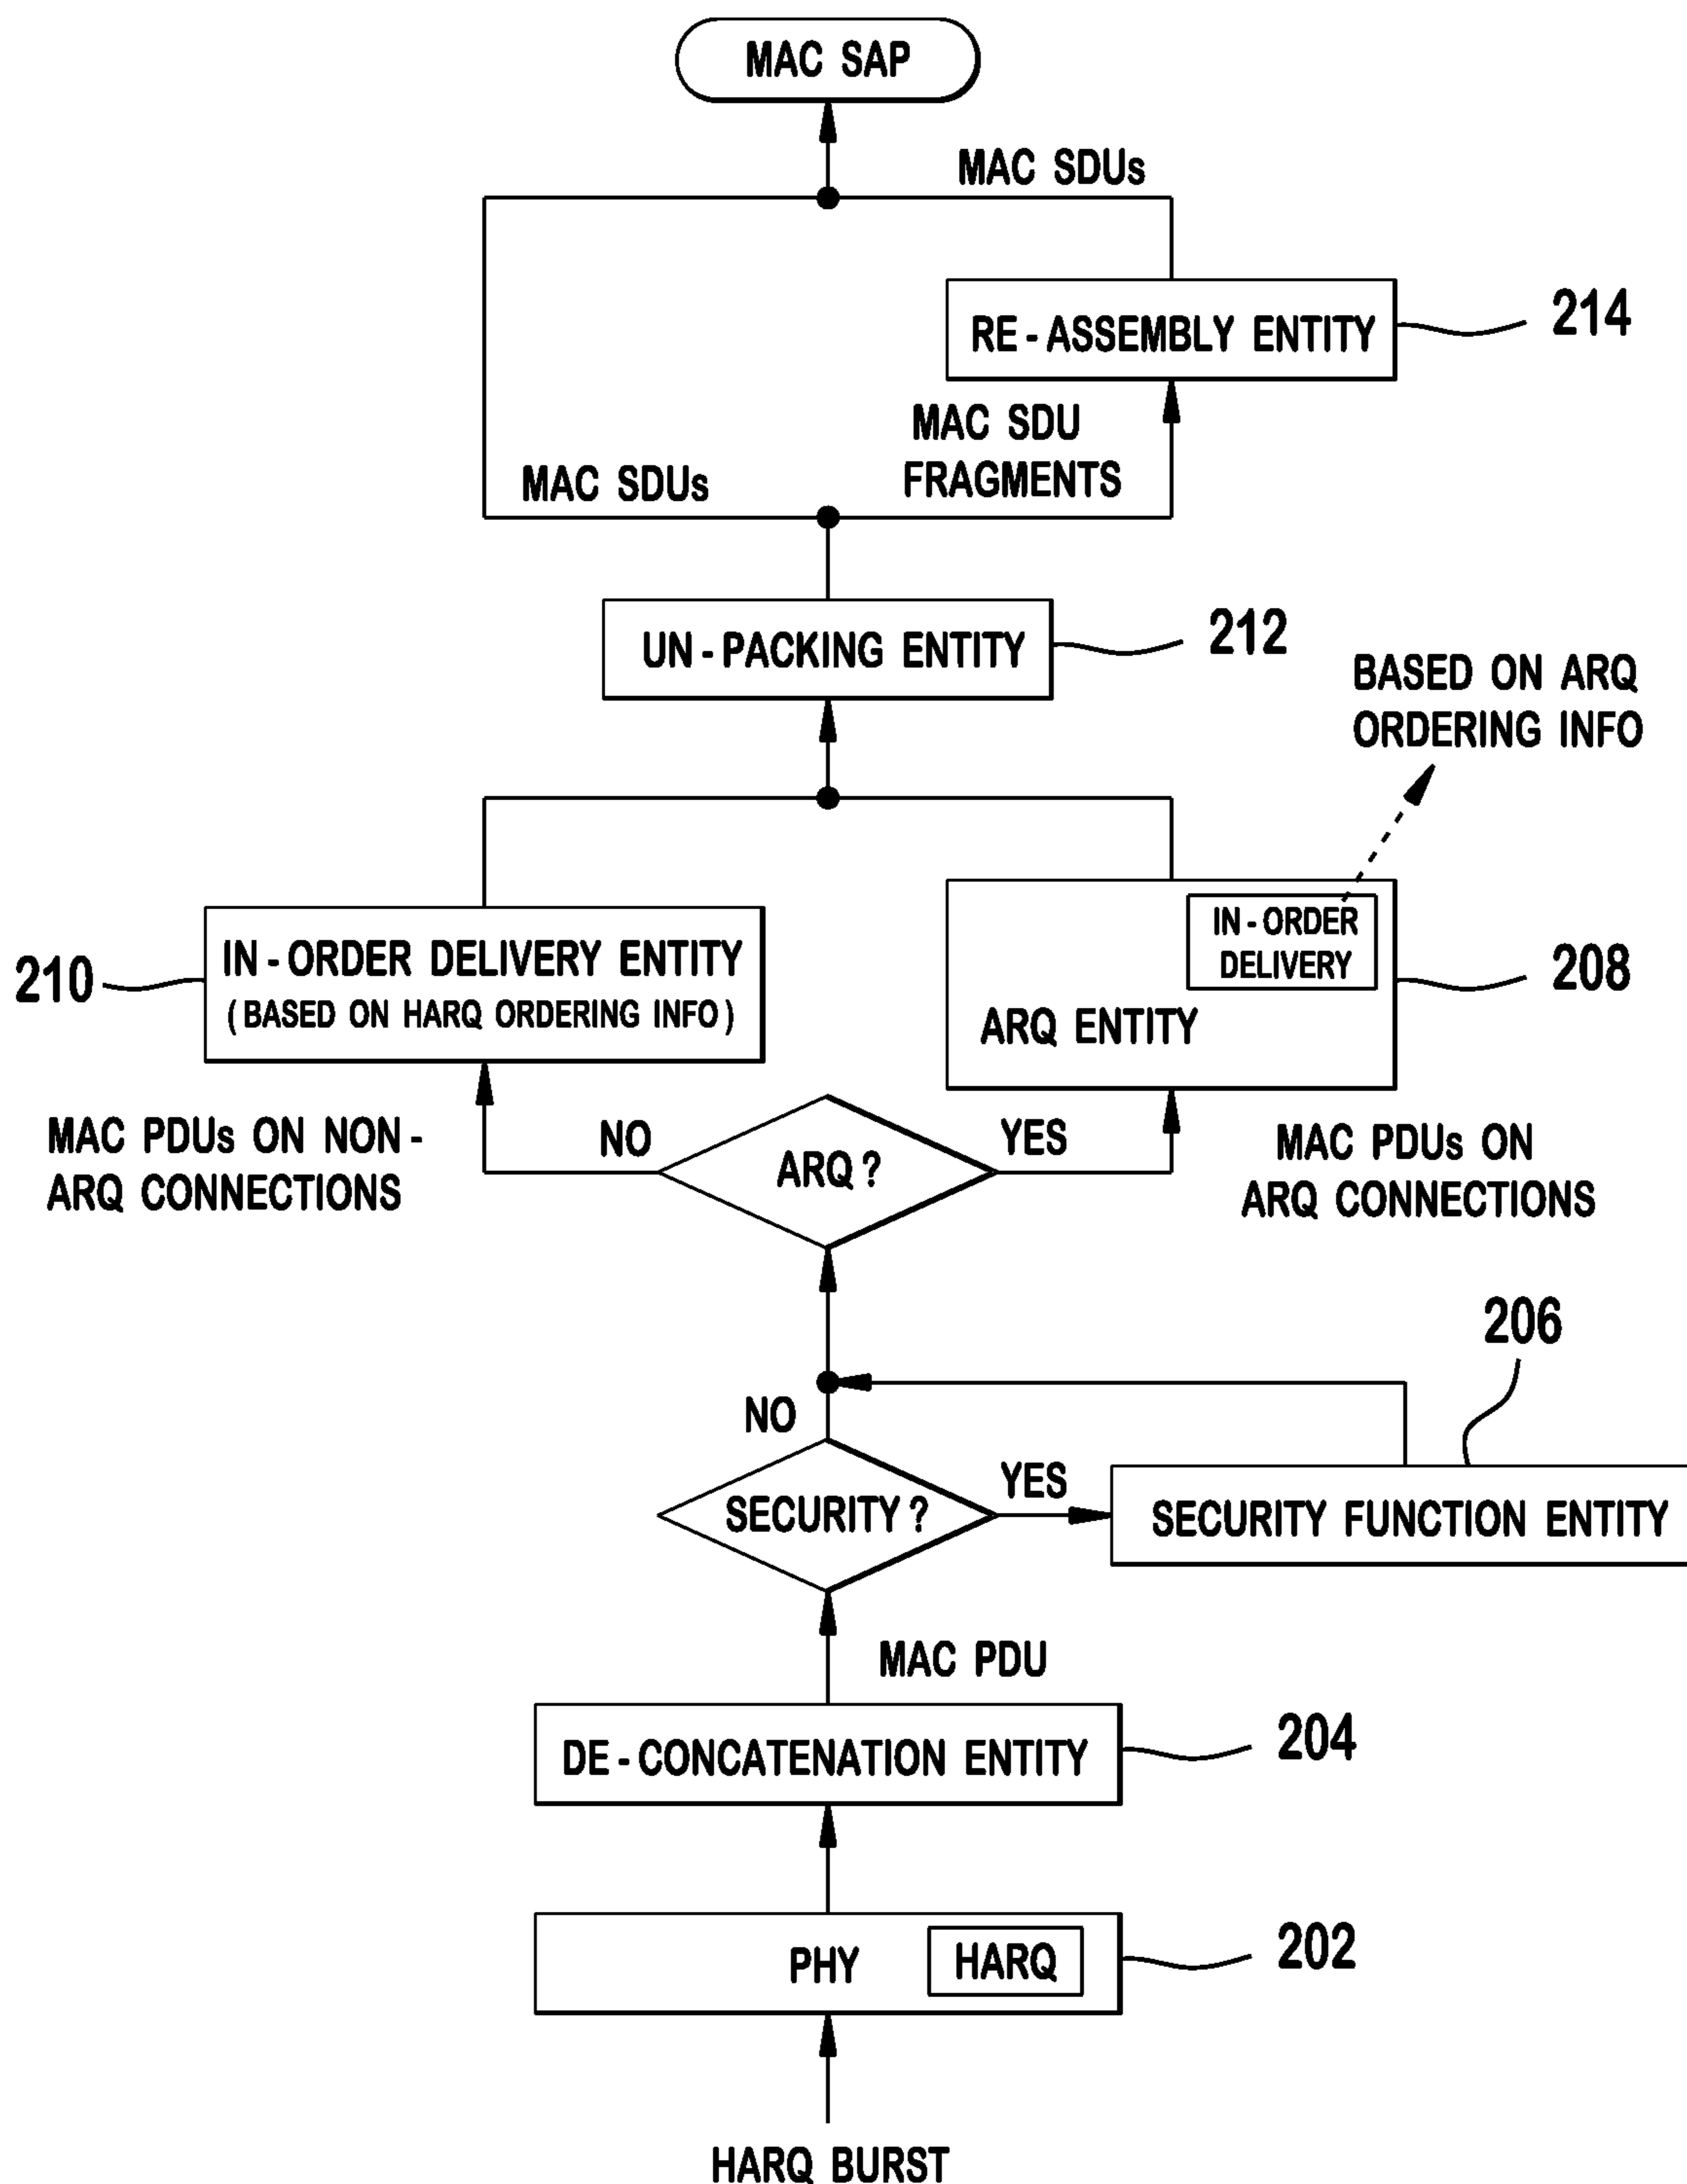 MAC SAP
MAC SDUs
RE-ASSEMBLY ENTITY
214
MAC SDU
FRAGMENTS
MAC SDUs
UN-PACKING ENTITY
212
BASED ON ARQ
ORDERING INFO
IN-ORDER DELIVERY ENTITY
(BASED ON HARQ ORDERING INFO)
210
IN-ORDER
DELIVERY
ARQ ENTITY
208
MAC PDUs ON NON-
ARQ CONNECTIONS
NO
ARQ?
YES
MAC PDUs ON
ARQ CONNECTIONS
206
NO
SECURITY?
YES
SECURITY FUNCTION ENTITY
MAC PDU
DE-CONCATENATION ENTITY
204
PHY
HARQ
202
HARQ BURST